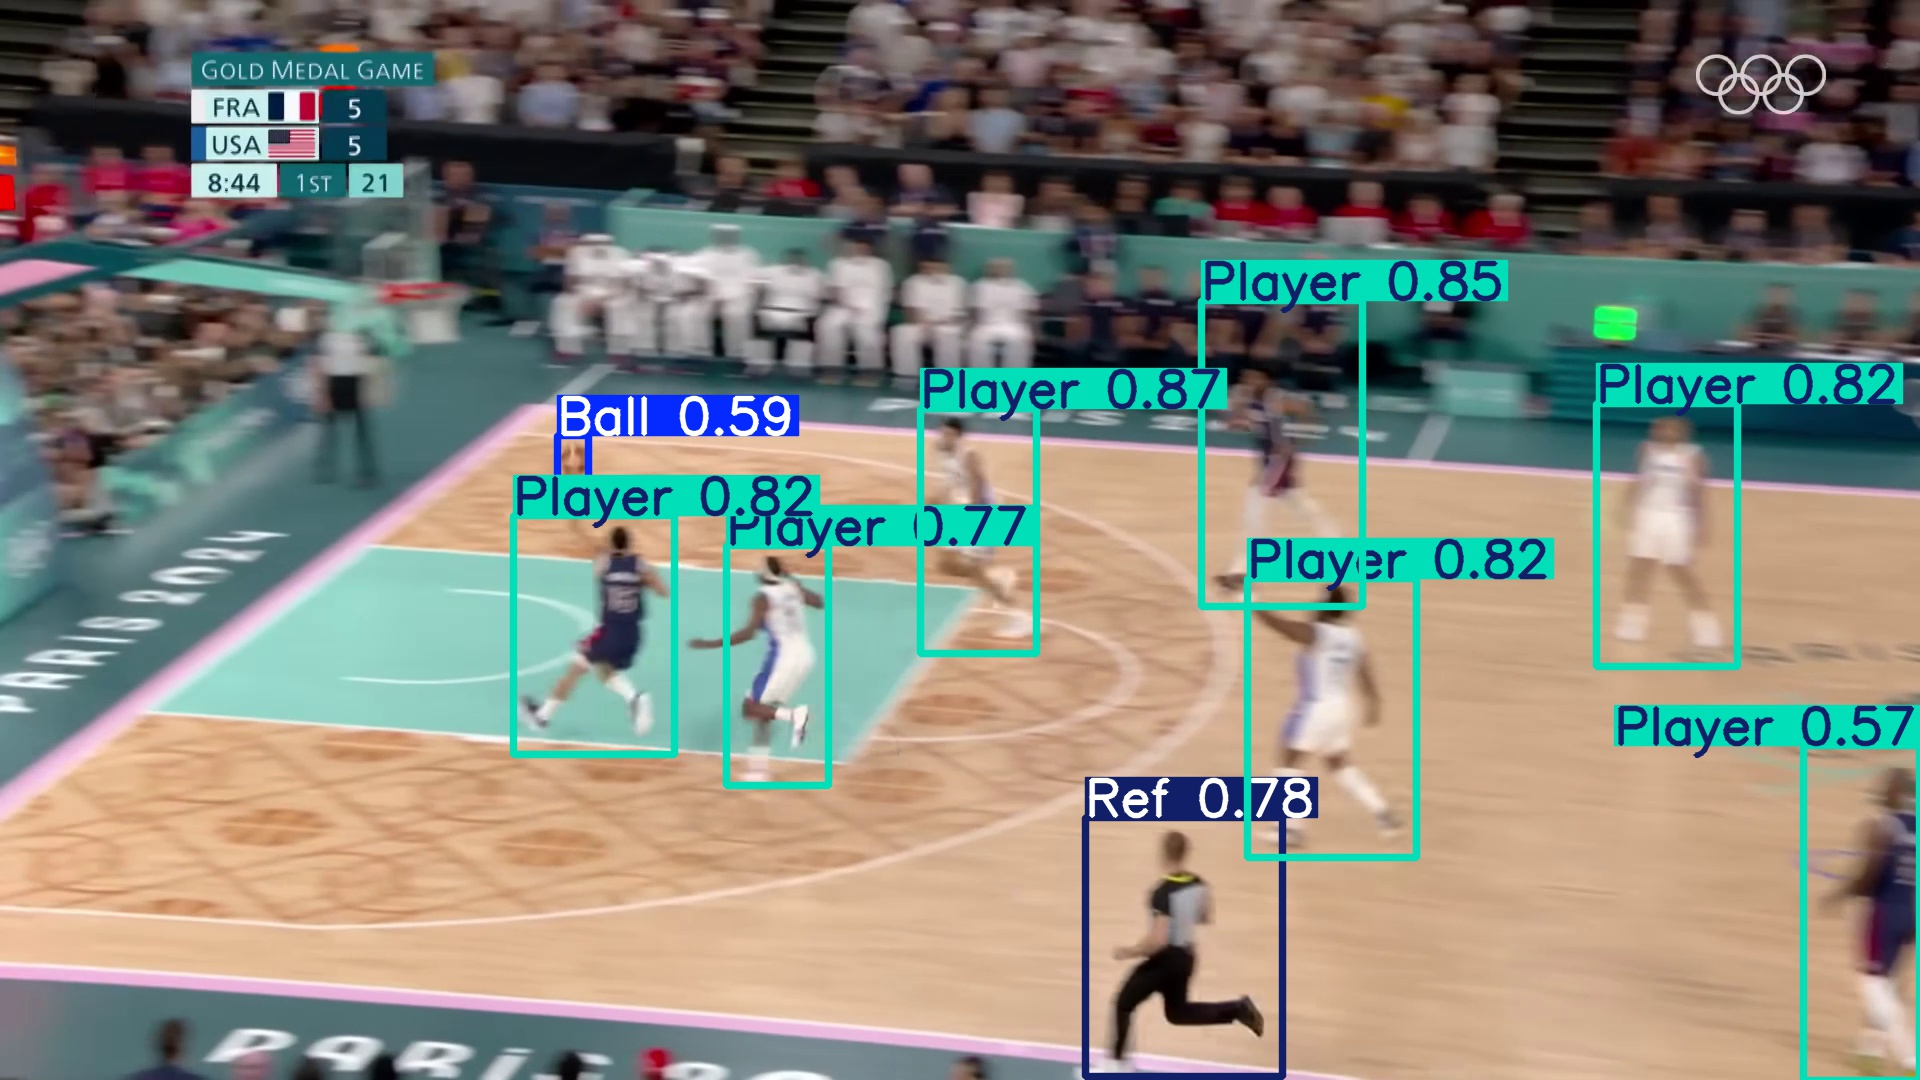 GOLD MEDAL GAME
FRA 5
USA 5
8:44 1ST 21
Player 0.85
Player 0.82
Player 0.87
Ball 0.59
Player 0.82
Player 0.77
Player 0.82
Player 0.57
Ref 0.78
PARIS 2024
15
PARIS 20